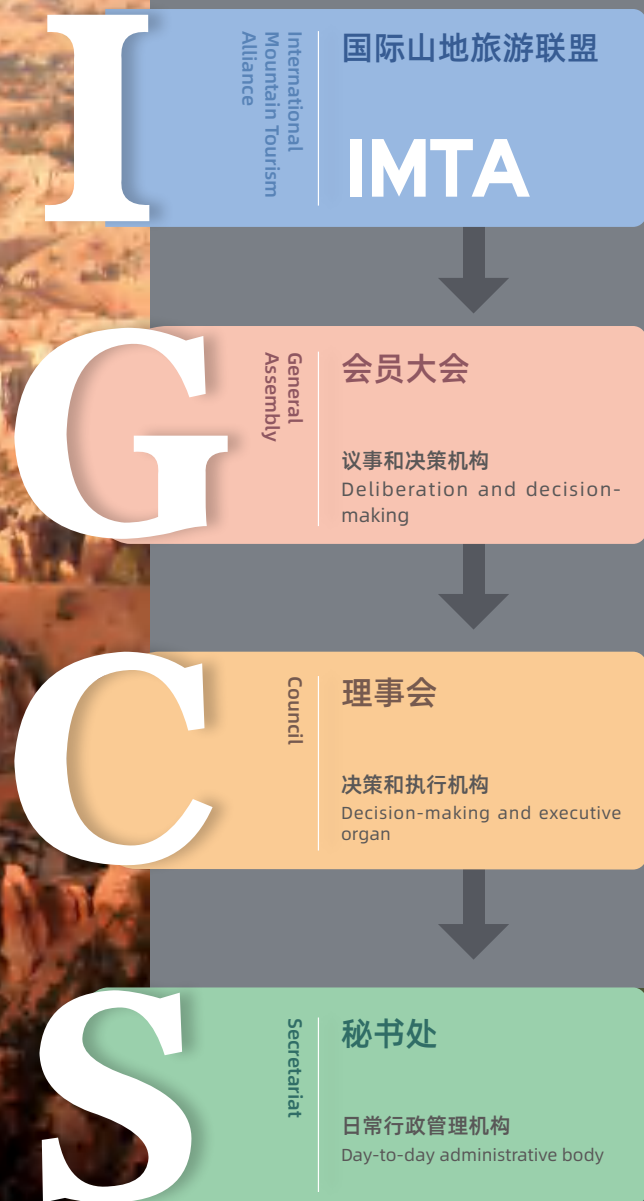 I
International
Mountain Tourism
Alliance
国际山地旅游联盟
IMTA
G
General
Assembly
会员大会
议事和决策机构
Deliberation and decision-
making
C
Council
理事会
决策和执行机构
Decision-making and executive
organ
S
Secretariat
秘书处
日常行政管理机构
Day-to-day administrative body